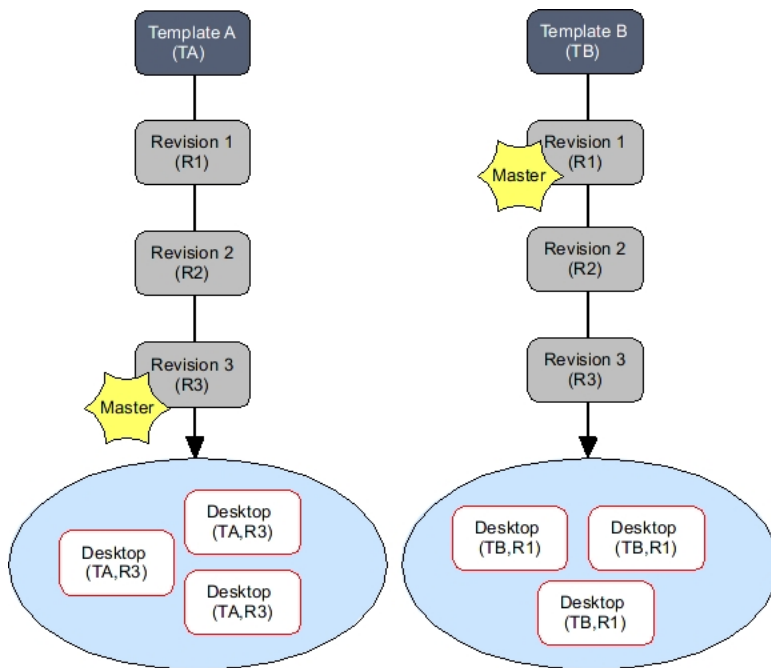 Template A
(TA)
Revision 1
(R1)
Revision 2
(R2)
Revision 3
(R3)
Master
Desktop
(TA,R3)
Desktop
(TA,R3)
Desktop
(TA,R3)
Template B
(TB)
Revision 1
(R1)
Master
Revision 2
(R2)
Revision 3
(R3)
Desktop
(TB,R1)
Desktop
(TB,R1)
Desktop
(TB,R1)